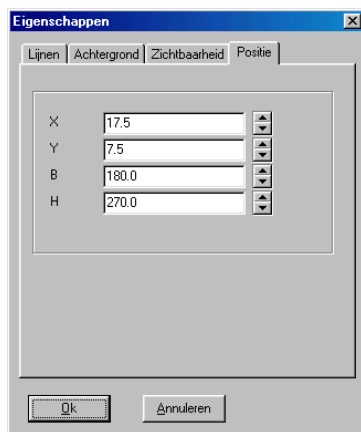 Eigenschappen
Lijnen Achtergrond Zichtbaarheid Positie
X 17.5
Y 7.5
B 180.0
H 270.0
Ok Annuleren